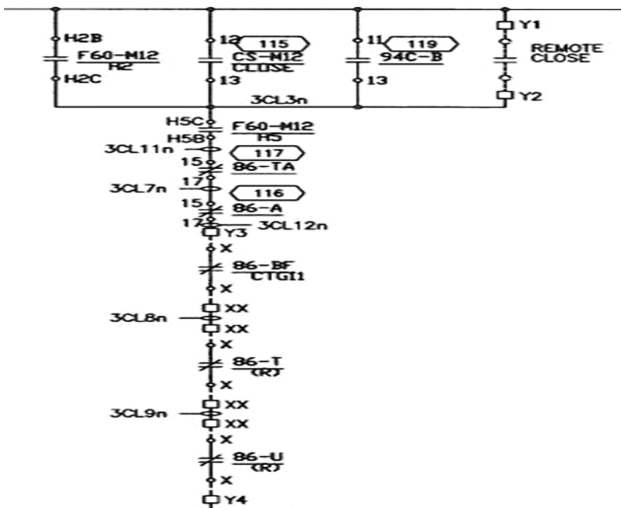 H2B
F60-M12
H2
H2C
12
115
CS-M12
CLOSE
13
11
119
94C-B
13
Y1
REMOTE
CLOSE
Y2
3CL3n
H5C
F60-M12
H5
H5B
3CL11n
117
15
86-TA
17
3CL7n
116
15
86-A
17
3CL12n
Y3
X
86-BF
CTGI1
X
XX
3CL8n
XX
X
86-T
(R)
X
XX
3CL9n
XX
X
86-U
(R)
X
Y4